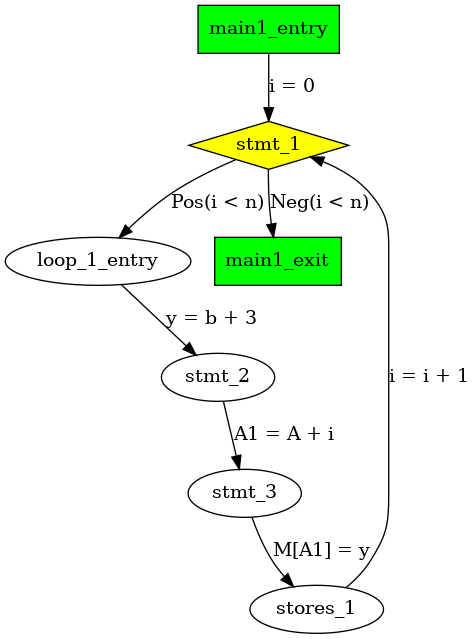 main1_entry
i = 0
stmt_1
Pos(i < n)
Neg(i < n)
loop_1_entry
main1_exit
y = b + 3
stmt_2
i = i + 1
A1 = A + i
stmt_3
M[A1] = y
stores_1